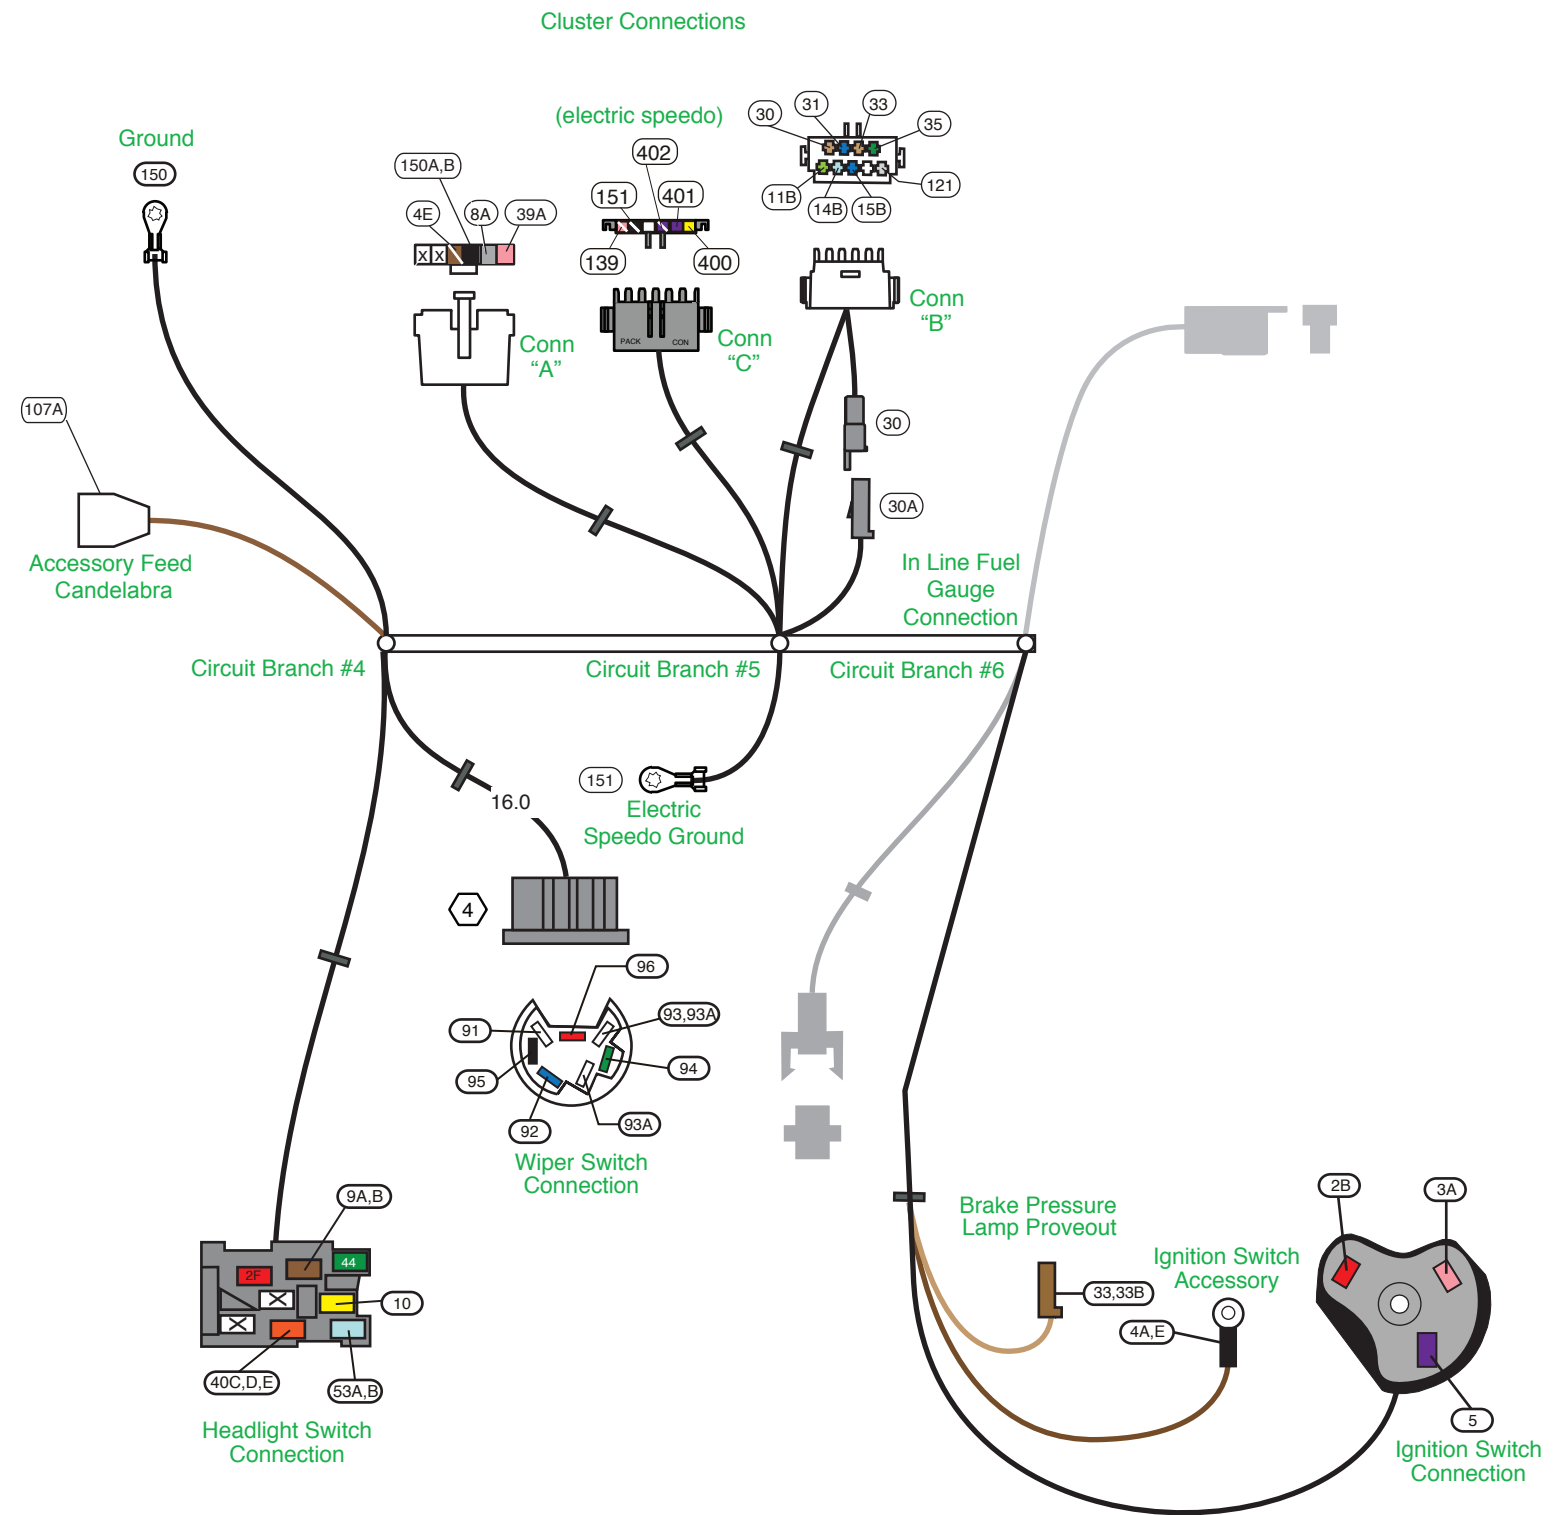 Cluster Connections
Ground
150
(electric speedo)
150A,B
4E
8A
39A
X X
402
151
401
139
400
30
31
33
35
11B
14B
15B
121
Conn
“A”
PACK CON
Conn
“C”
Conn
“B”
107A
Accessory Feed
Candelabra
30
30A
In Line Fuel
Gauge
Connection
Circuit Branch #4
Circuit Branch #5
Circuit Branch #6
16.0
151
Electric
Speedo Ground
4
96
91
93,93A
95
94
92
93A
Wiper Switch
Connection
9A,B
2F
44
X
10
X
40C,D,E
53A,B
Headlight Switch
Connection
Brake Pressure
Lamp Proveout
33,33B
Ignition Switch
Accessory
4A,E
2B
3A
5
Ignition Switch
Connection